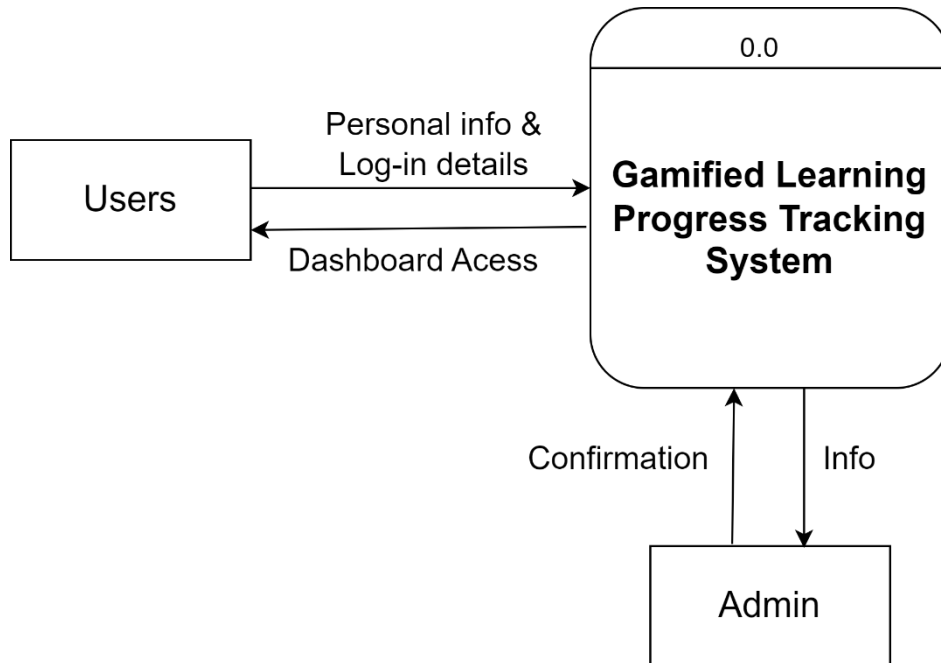 0.0
Personal info &
Log-in details
Users
Gamified Learning
Progress Tracking
System
Dashboard Acess
Confirmation
Info
Admin